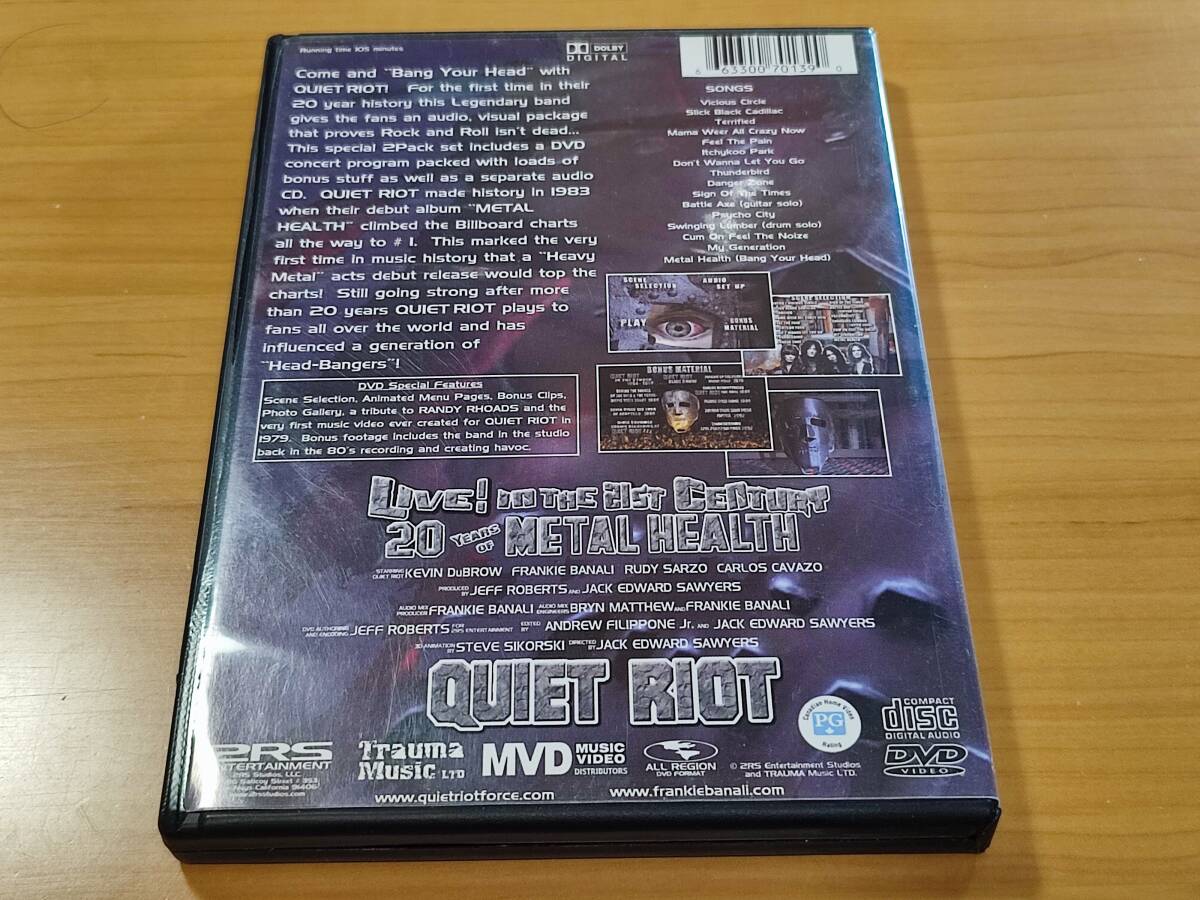 Running time 105 minutes
DOLBY
DIGITAL
Come and "Bang Your Head" with
QUIET RIOT! For the first time in their
20 year history this Legendary band
gives the fans an audio, visual package
that proves Rock and Roll isn't dead...
This special 2Pack set includes a DVD
concert program packed with loads of
bonus stuff as well as a separate audio
CD. QUIET RIOT made history in 1983
when their debut album "METAL
HEALTH" climbed the Billboard charts
all the way to # 1. This marked the very
first time in music history that a "Heavy
Metal" acts debut release would top the
charts! Still going strong after more
than 20 years QUIET RIOT plays to
fans all over the world and has
influenced a generation of
"Head-Bangers"!
63300 70139 0
SONGS
Vicious Circle
Slick Black Cadillac
Terrified
Mama Weer All Crazy Now
Feel The Pain
Itchykoo Park
Don't Wanna Let You Go
Thunderbird
Danger Zone
Sign Of The Times
Battle Axe (guitar solo)
Psycho City
Swinging Lumber (drum solo)
Cum On Feel The Noize
My Generation
Metal Health (Bang Your Head)
SCENE SELECTION
AUDIO SET UP
PLAY
BONUS MATERIAL
SCENE SELECTION
BONUS MATERIAL
DVD Special Features
Scene Selection, Animated Menu Pages, Bonus Clips,
Photo Gallery, a tribute to RANDY RHOADS and the
very first music video ever created for QUIET RIOT in
1979. Bonus footage includes the band in the studio
back in the 80's recording and creating havoc.
LIVE! IN THE 21ST CENTURY
20 YEARS OF METAL HEALTH
STARRING QUIET RIOT KEVIN DuBROW FRANKIE BANALI RUDY SARZO CARLOS CAVAZO
PRODUCED BY JEFF ROBERTS AND JACK EDWARD SAWYERS
AUDIO MIX PRODUCER FRANKIE BANALI AUDIO MIX ENGINEERS BRYN MATTHEW AND FRANKIE BANALI
DVD AUTHORING AND ENCODING JEFF ROBERTS FOR 2RS ENTERTAINMENT EDITED BY ANDREW FILIPPONE Jr. AND JACK EDWARD SAWYERS
3D ANIMATION BY STEVE SIKORSKI DIRECTED BY JACK EDWARD SAWYERS
QUIET RIOT
Canadian Home Video
PG
Rating
COMPACT
disc
DIGITAL AUDIO
DVD
VIDEO
2RS
ENTERTAINMENT
2RS Studios, LLC.
Saticoy Street # 353
Nuys California 91406
www.2rsstudios.com
Trauma
Music LTD
MVD MUSIC VIDEO DISTRIBUTORS
ALL REGION
DVD FORMAT
© 2RS Entertainment Studios
and TRAUMA Music LTD.
www.quietriotforce.com
www.frankiebanali.com